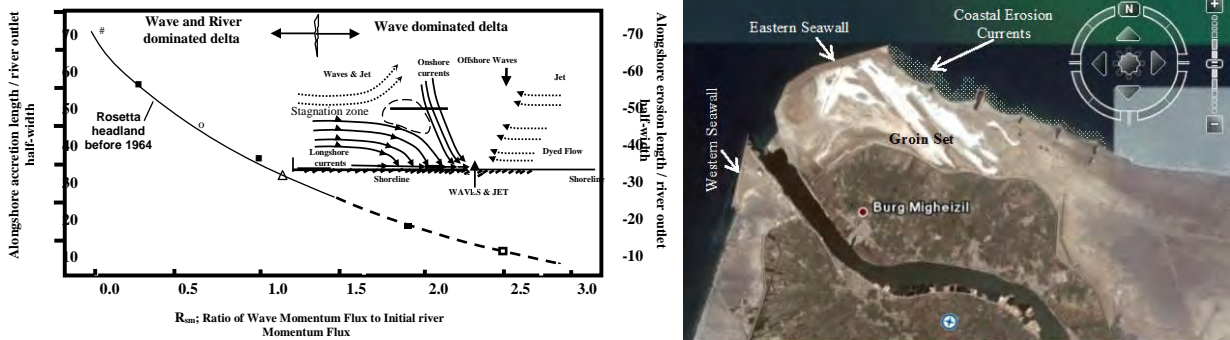 Wave and River
dominated delta
Wave dominated delta
Alongshore accretion length / river outlet
half-width
70
60
50
40
30
20
10
#
o
Rosetta
headland
before 1964
Waves & Jet
Onshore
currents
Offshore Waves
Jet
Stagnation zone
Longshore
currents
Dyed Flow
Shoreline
WAVES & JET
Shoreline
-70
-60
-50
-40
-30
-20
-10
Alongshore erosion length / river outlet
half-width
0.0 0.5 1.0 1.5 2.0 2.5 3.0
Rsm; Ratio of Wave Momentum Flux to Initial river
Momentum Flux
Eastern Seawall
Coastal Erosion
Currents
N
Western Seawall
Groin Set
Burg Migheizil